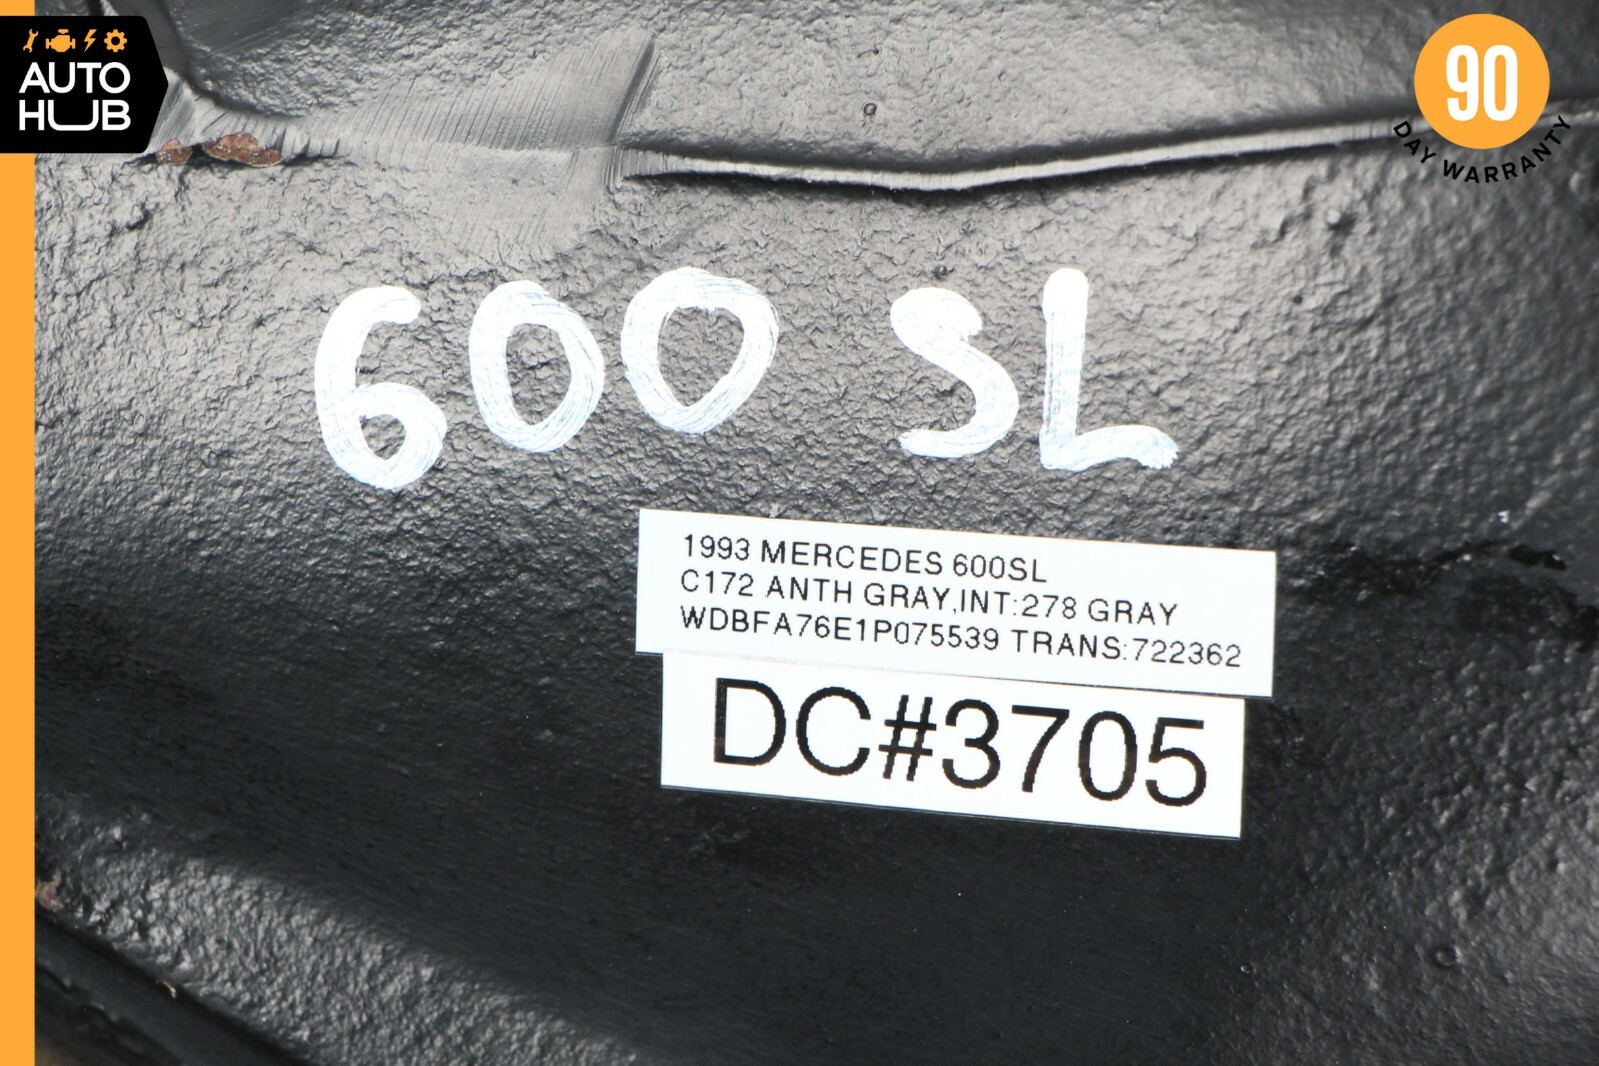 AUTO
HUB
90
DAY WARRANTY
600 SL
1993 MERCEDES 600SL
C172 ANTH GRAY,INT:278 GRAY
WDBFA76E1P075539 TRANS:722362
DC#3705